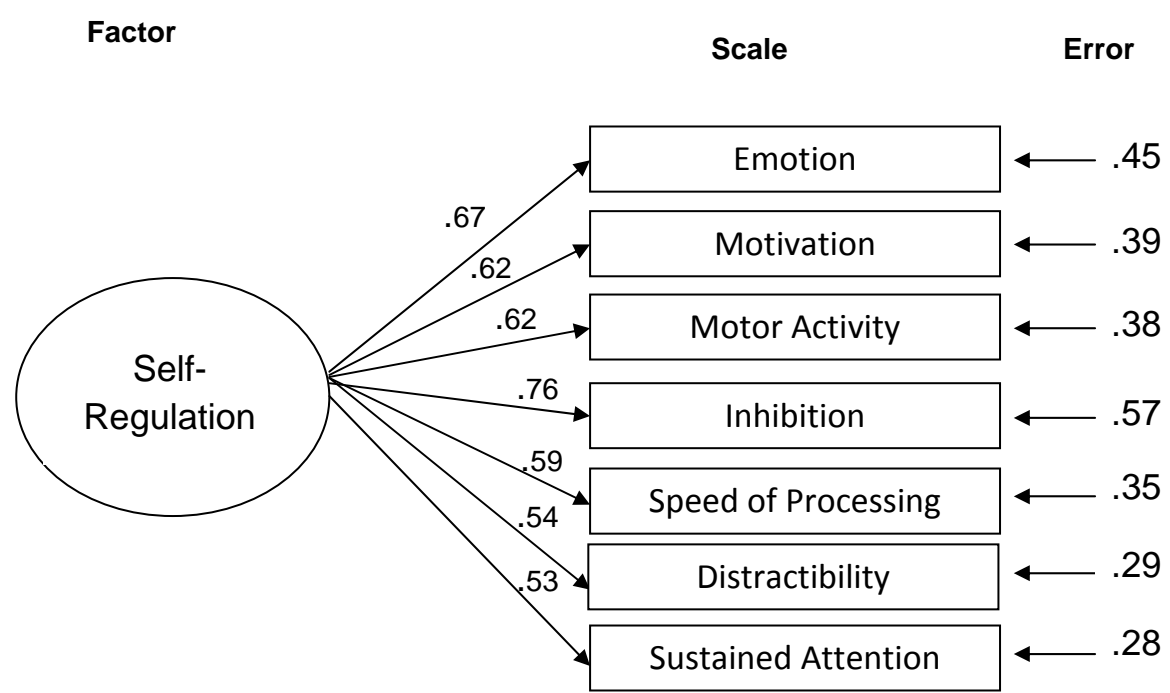 Factor
Scale
Error
Emotion
.45
.67
Motivation
.39
.62
Motor Activity
.38
.62
Self-
Regulation
.76
Inhibition
.57
.59
Speed of Processing
.35
.54
Distractibility
.29
.53
Sustained Attention
.28